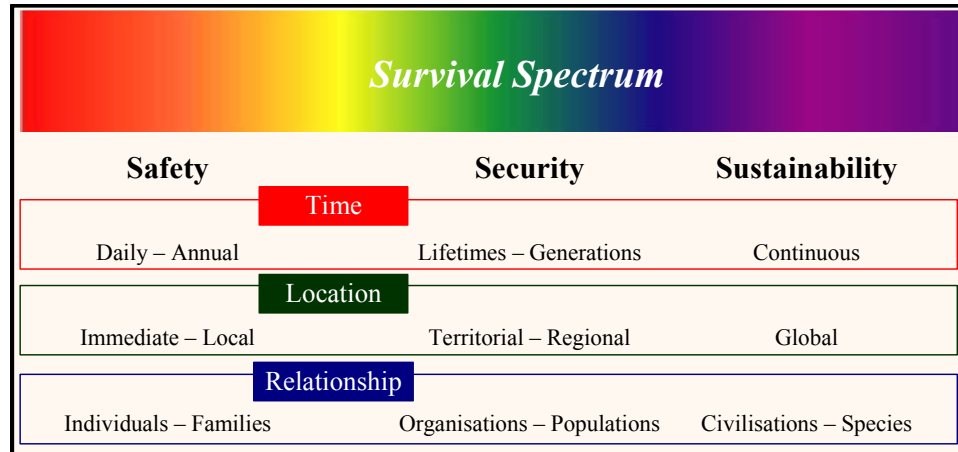 Survival Spectrum
Safety Security Sustainability
Time
Daily – Annual Lifetimes – Generations Continuous
Location
Immediate – Local Territorial – Regional Global
Relationship
Individuals – Families Organisations – Populations Civilisations – Species